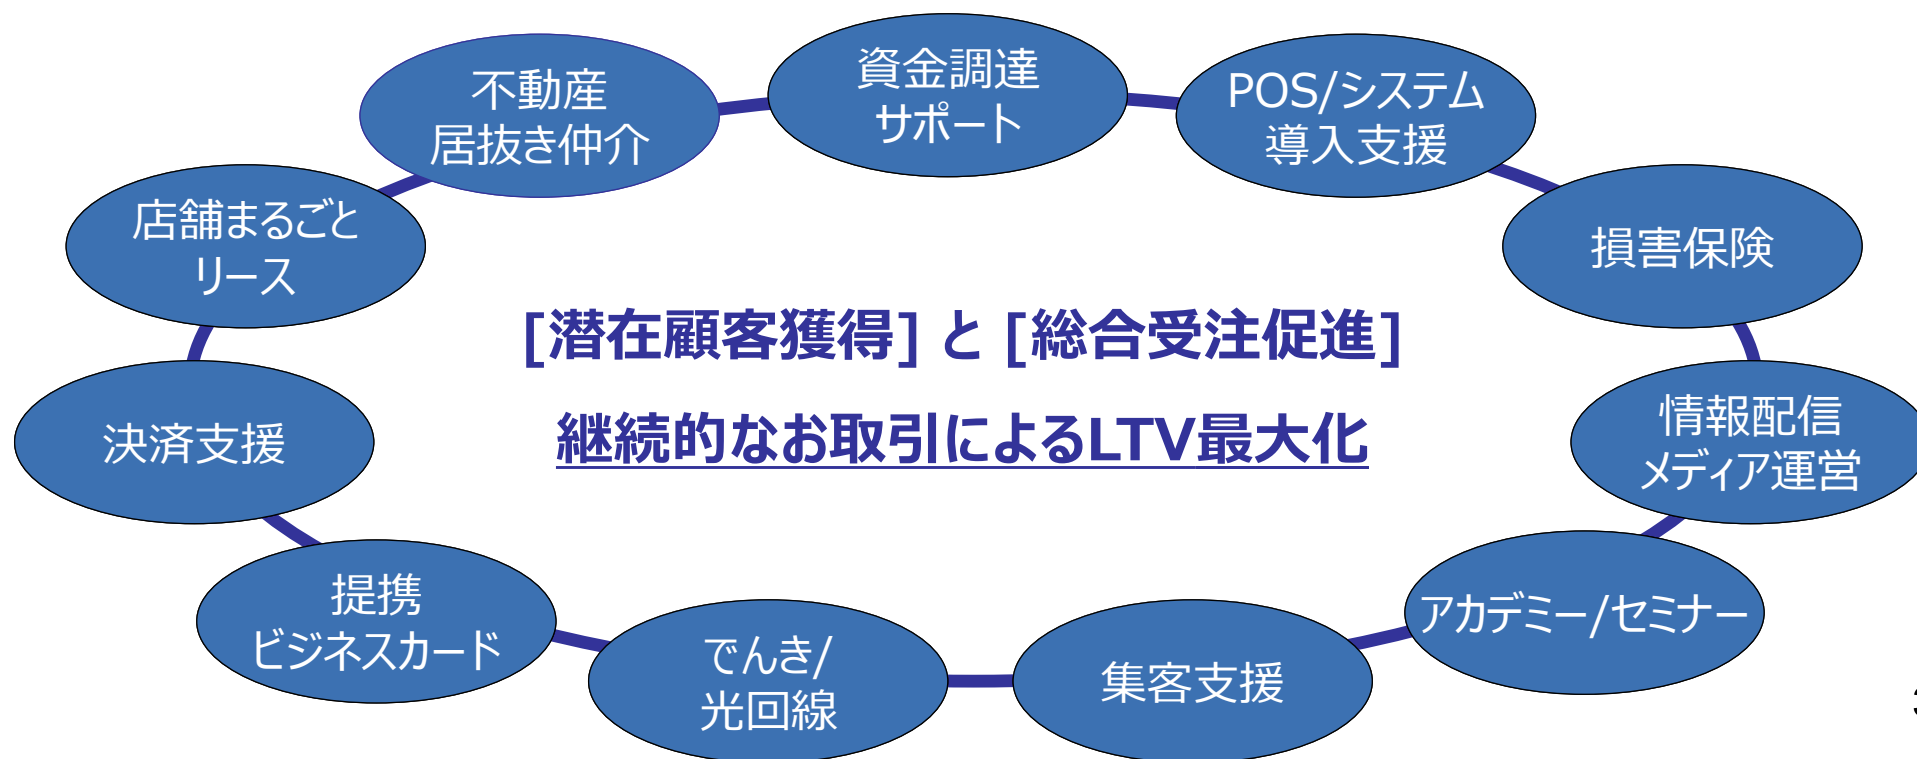 不動産
居抜き仲介
資金調達
サポート
POS/システム
導入支援
損害保険
情報配信
メディア運営
アカデミー/セミナー
集客支援
でんき/
光回線
提携
ビジネスカード
決済支援
店舗まるごと
リース
[潜在顧客獲得] と [総合受注促進]
継続的なお取引によるLTV最大化